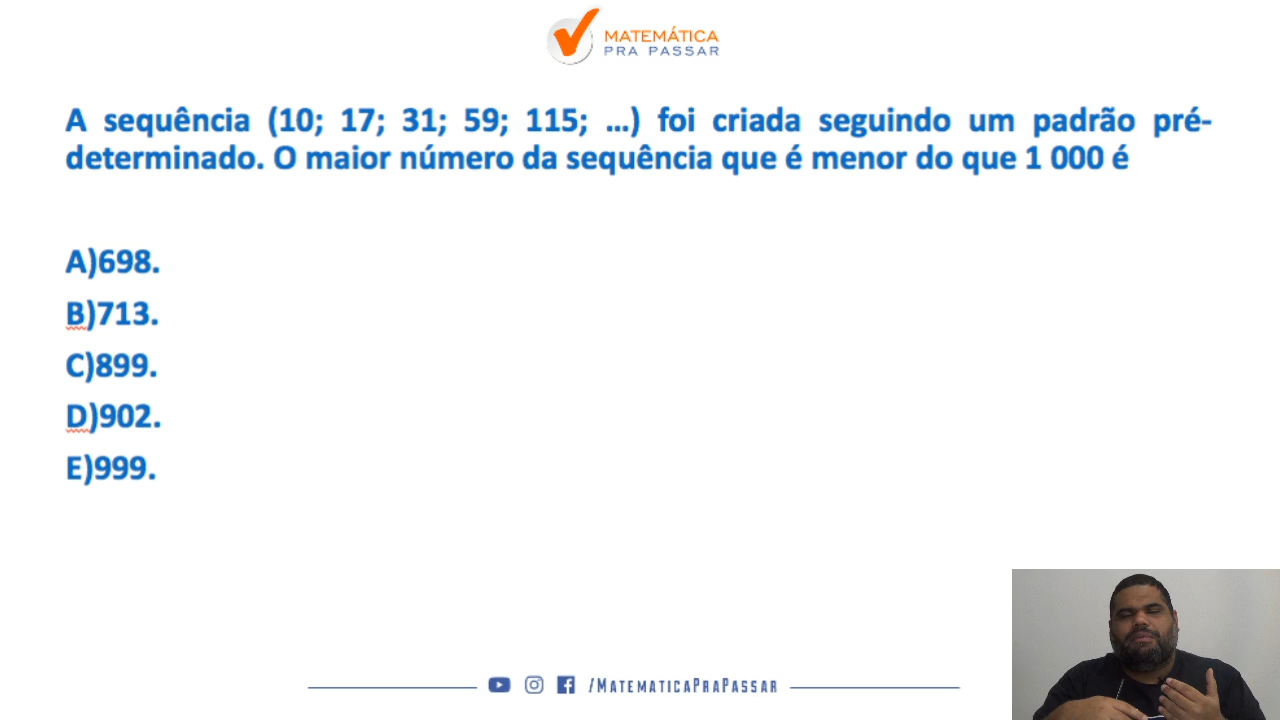 MATEMÁTICA
PRA PASSAR
A sequência (10; 17; 31; 59; 115; ...) foi criada seguindo um padrão pré-
determinado. O maior número da sequência que é menor do que 1 000 é
A)698.
B)713.
C)899.
D)902.
E)999.
/MATEMATICAPRAPASSAR